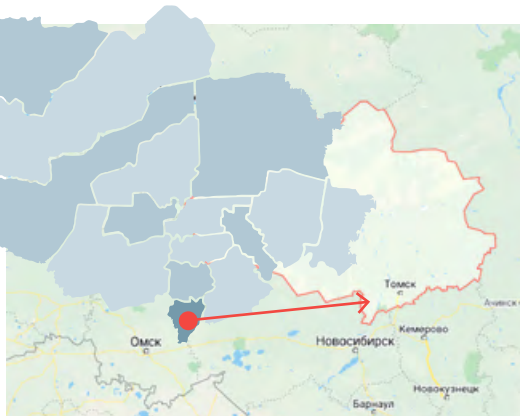 Томск
Ачинск
Кемерово
Омск
Новосибирск
Новокузнецк
Барнаул